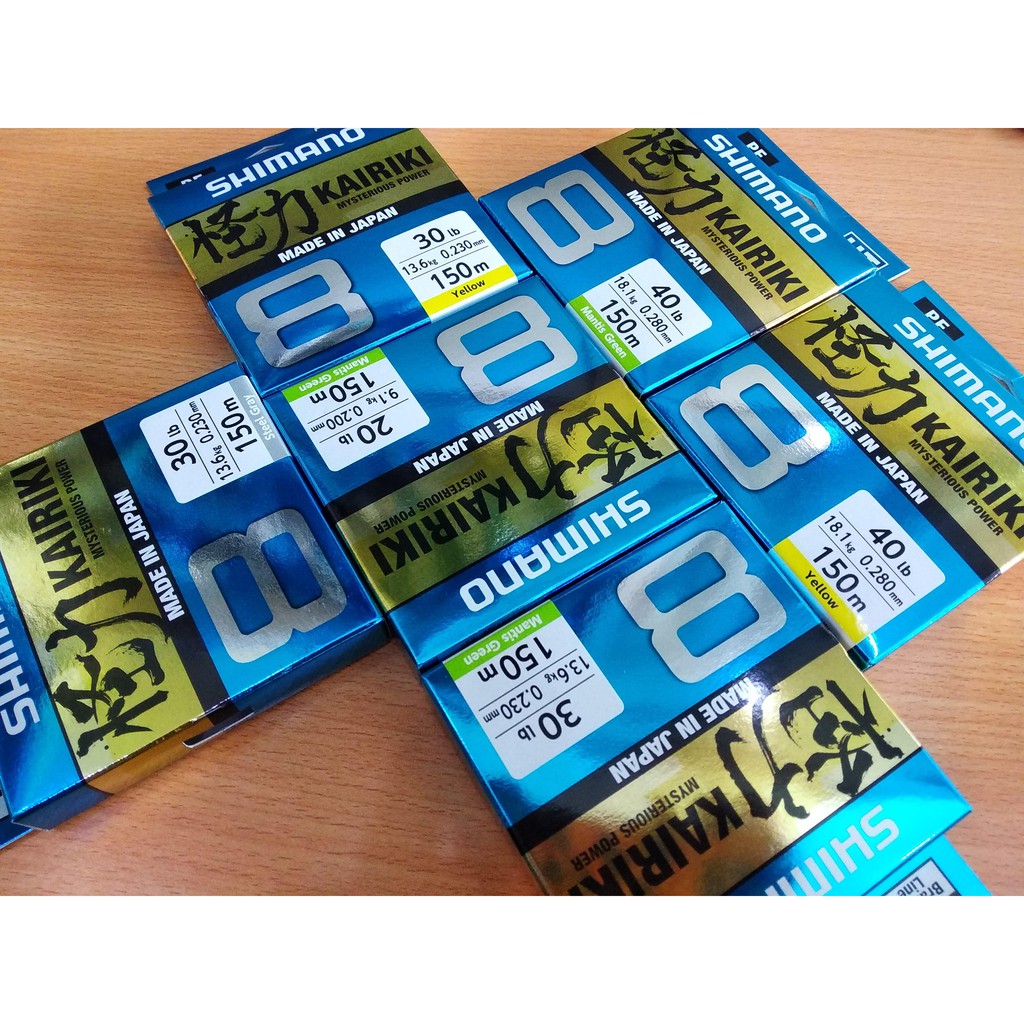 SHIMANO
怪力 KAIRIKI
MYSTERIOUS POWER
MADE IN JAPAN
8
30 lb
13.6kg 0.230mm
150m
Yellow
PE
SHIMANO
怪力 KAIRIKI
MYSTERIOUS POWER
MADE IN JAPAN
8
40 lb
18.1kg 0.280mm
150m
Mantis Green
8
Mantis Green
150m
9.1kg 0.200mm
20 lb
MADE IN JAPAN
怪力 KAIRIKI
MYSTERIOUS POWER
SHIMANO
PE
SHIMANO
怪力 KAIRIKI
MYSTERIOUS POWER
MADE IN JAPAN
8
40 lb
18.1kg 0.280mm
150m
Yellow
Steel Gray
150m
13.6kg 0.230mm
30 lb
8
MADE IN JAPAN
怪力 KAIRIKI
MYSTERIOUS POWER
SHIMANO
8
Mantis Green
150m
13.6kg 0.230mm
30 lb
MADE IN JAPAN
怪力 KAIRIKI
MYSTERIOUS POWER
SHIMANO